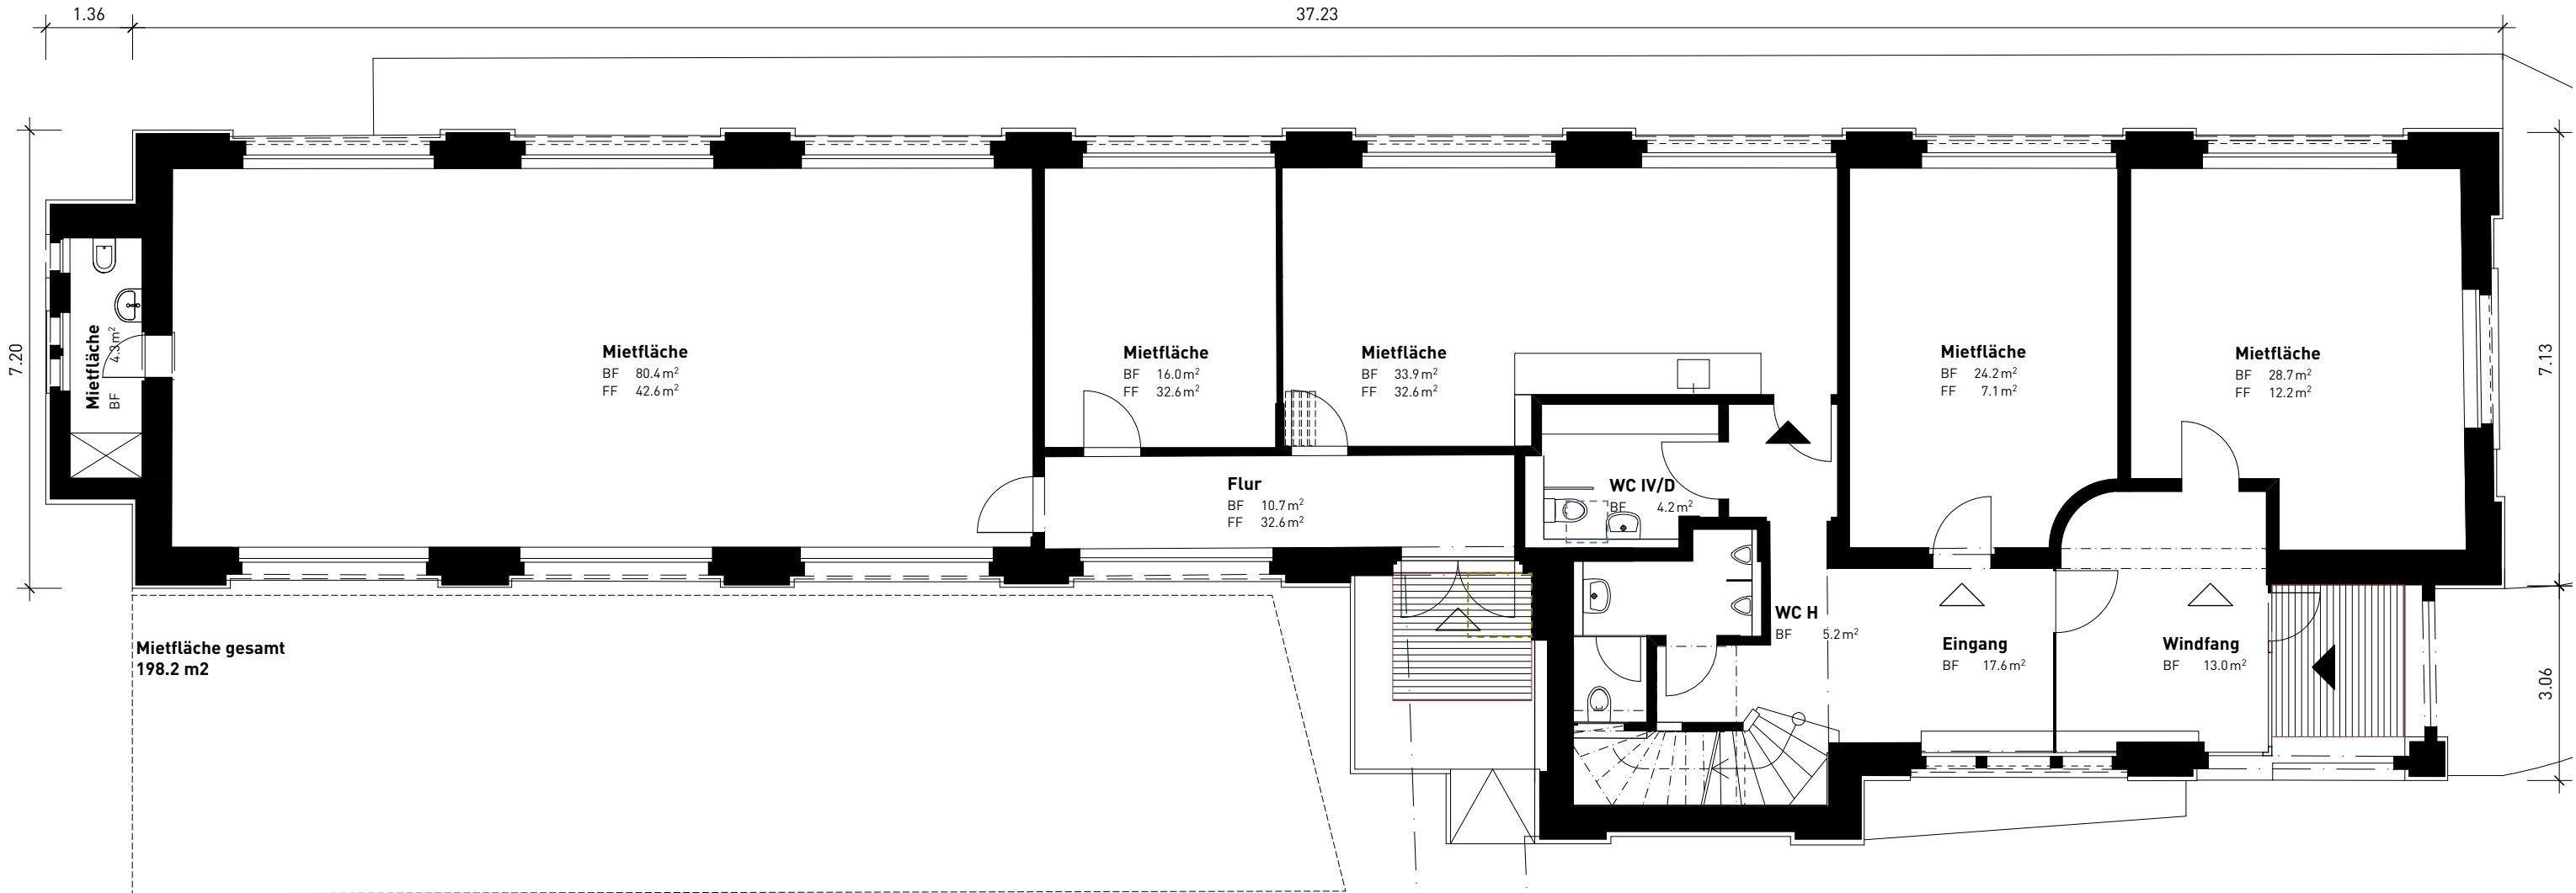 1.36
37.23
7.20
7.13
3.06
Mietfläche
BF 4.3 m²
Mietfläche
BF 80.4 m²
FF 42.6 m²
Mietfläche
BF 16.0 m²
FF 32.6 m²
Mietfläche
BF 33.9 m²
FF 32.6 m²
Mietfläche
BF 24.2 m²
FF 7.1 m²
Mietfläche
BF 28.7 m²
FF 12.2 m²
Flur
BF 10.7 m²
FF 32.6 m²
WC IV/D
BF 4.2 m²
WC H
BF 5.2 m²
Eingang
BF 17.6 m²
Windfang
BF 13.0 m²
Mietfläche gesamt
198.2 m2